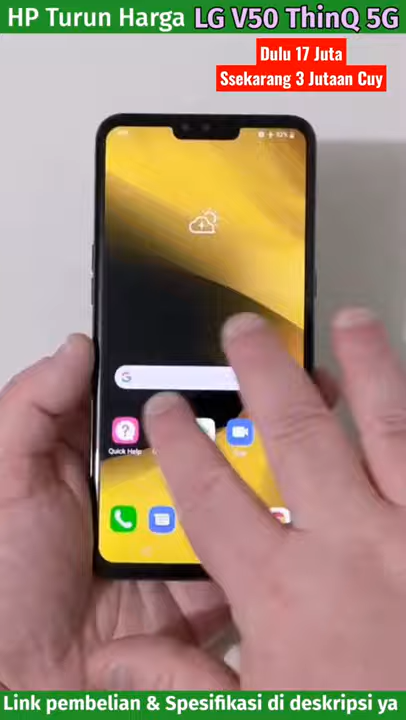 HP Turun Harga LG V50 ThinQ 5G
Dulu 17 Juta
Ssekarang 3 Jutaan Cuy
Quick Help
Duo
Link pembelian & Spesifikasi di deskripsi ya